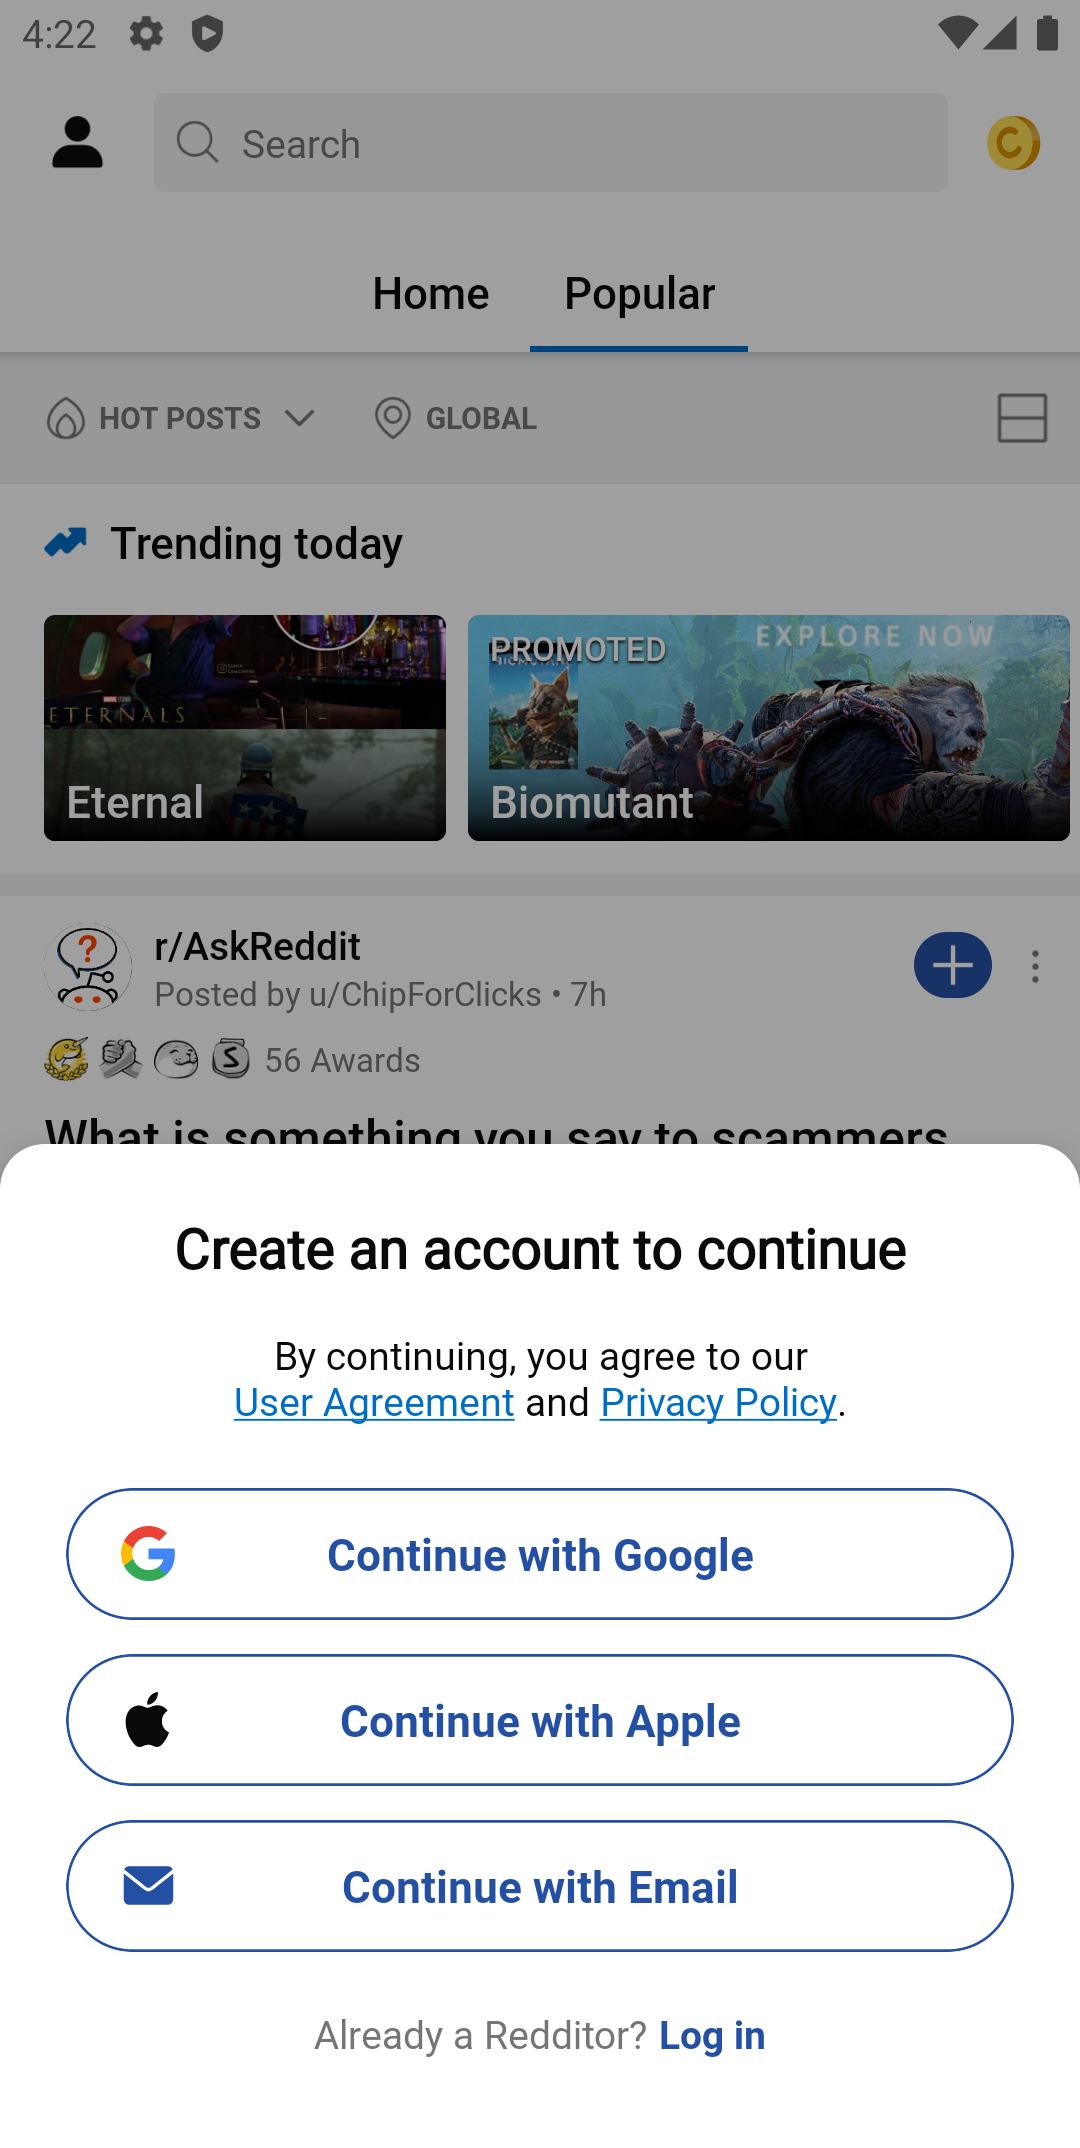 4:22
Search
Home Popular
HOT POSTS GLOBAL
Trending today
ETERNALS
Eternal
PROMOTED
EXPLORE NOW
BIOMUTANT
Biomutant
r/AskReddit
Posted by u/ChipForClicks • 7h
56 Awards
What is something you say to scammers
Create an account to continue
By continuing, you agree to our
User Agreement and Privacy Policy.
Continue with Google
Continue with Apple
Continue with Email
Already a Redditor? Log in